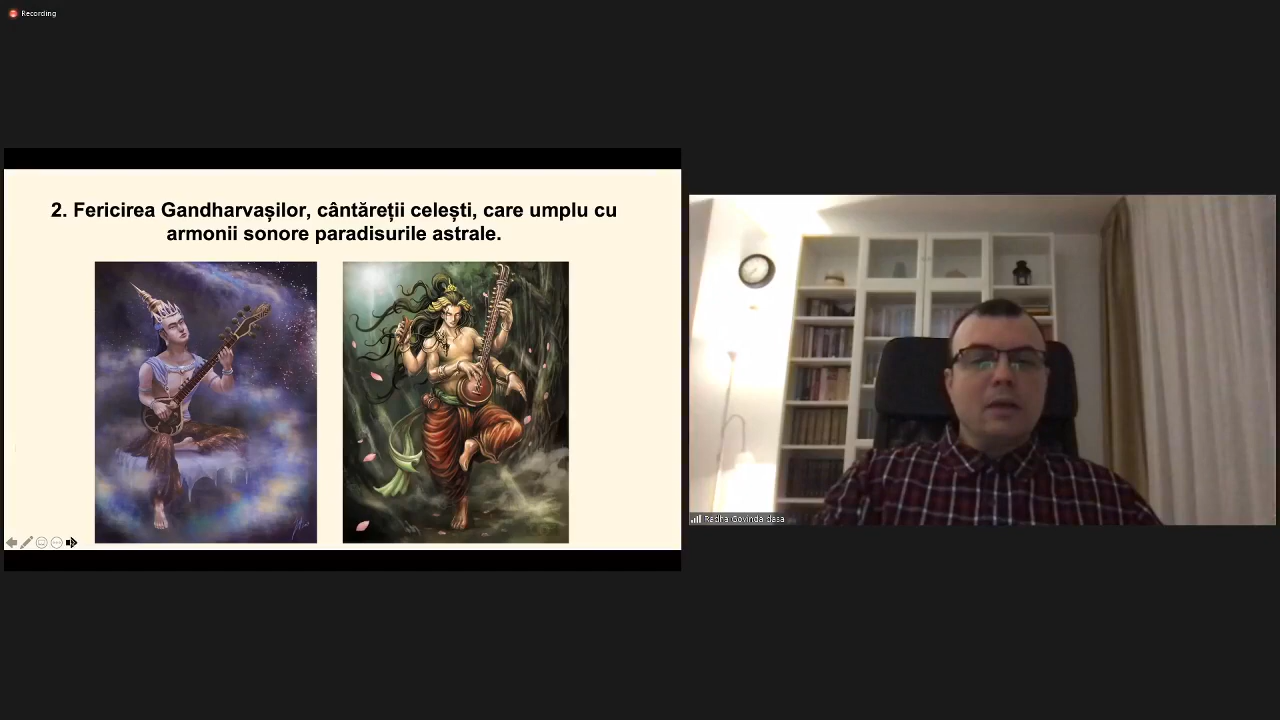 Recording
2. Fericirea Gandharvașilor, cântăreții celești, care umplu cu
armonii sonore paradisurile astrale.
Radha Govinda dasa